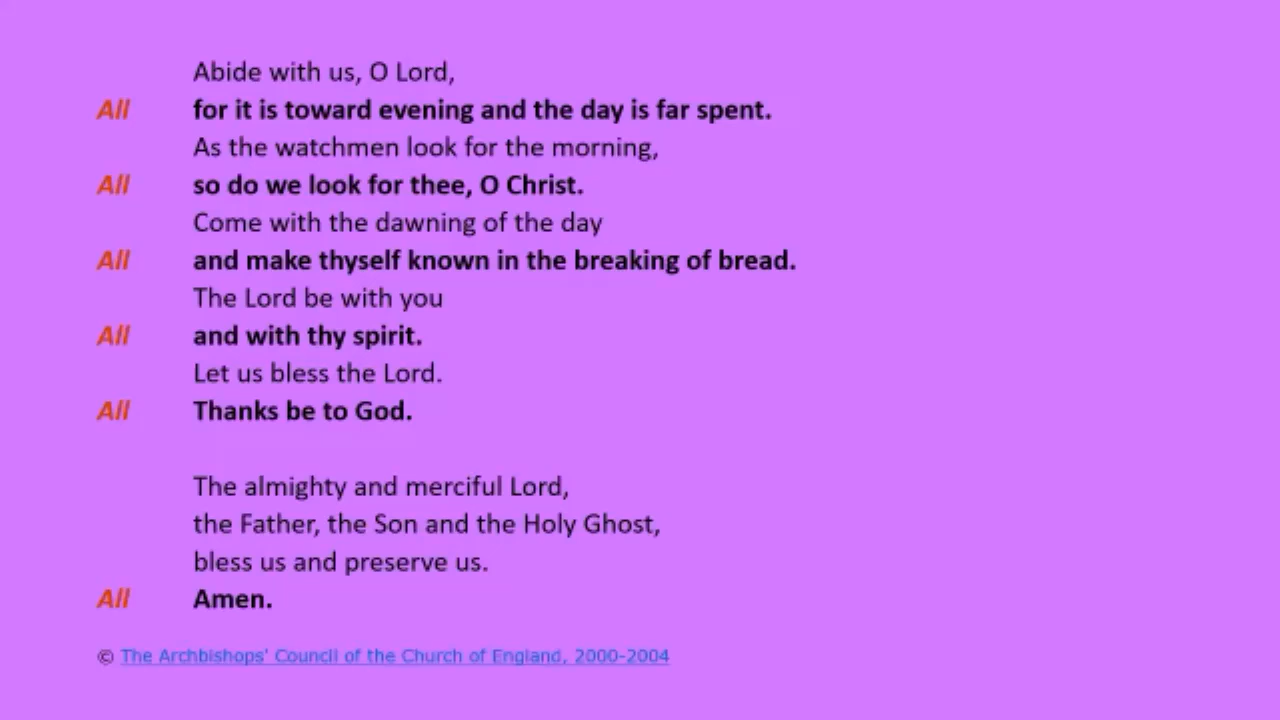 Abide with us, O Lord,
All for it is toward evening and the day is far spent.
As the watchmen look for the morning,
All so do we look for thee, O Christ.
Come with the dawning of the day
All and make thyself known in the breaking of bread.
The Lord be with you
All and with thy spirit.
Let us bless the Lord.
All Thanks be to God.
The almighty and merciful Lord,
the Father, the Son and the Holy Ghost,
bless us and preserve us.
All Amen.
© The Archbishops' Council of the Church of England, 2000-2004